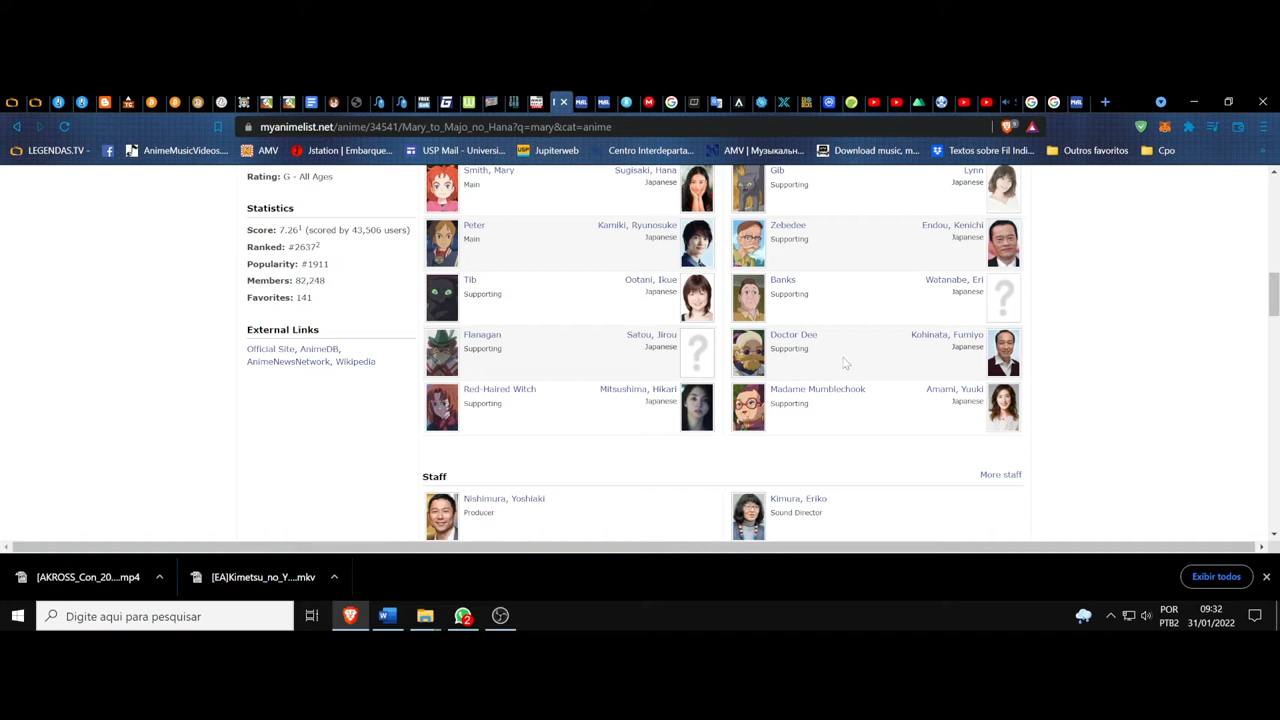 myanimelist.net/anime/34541/Mary_to_Majo_no_Hana?q=mary&cat=anime
LEGENDAS.TV - AnimeMusicVideos.... AMV Jstation | Embarque... USP Mail - Universi... Jupiterweb Centro Interdeparta... AMV | Музыкальн... Download music, m... Textos sobre Fil Indi... Outros favoritos Cpo
Rating: G - All Ages
Statistics
Score: 7.26¹ (scored by 43,506 users)
Ranked: #2637²
Popularity: #1911
Members: 82,248
Favorites: 141
External Links
Official Site, AnimeDB,
AnimeNewsNetwork, Wikipedia
Smith, Mary Sugisaki, Hana
Main Japanese
Gib Lynn
Supporting Japanese
Peter Kamiki, Ryunosuke
Main Japanese
Zebedee Endou, Kenichi
Supporting Japanese
Tib Ootani, Ikue
Supporting Japanese
Banks Watanabe, Eri
Supporting Japanese
Flanagan Satou, Jirou
Supporting Japanese
Doctor Dee Kohinata, Fumiyo
Supporting Japanese
Red-Haired Witch Mitsushima, Hikari
Supporting Japanese
Madame Mumblechook Amami, Yuuki
Supporting Japanese
Staff More staff
Nishimura, Yoshiaki
Producer
Kimura, Eriko
Sound Director
[AKROSS_Con_20....mp4 [EA]Kimetsu_no_Y....mkv Exibir todos
Digite aqui para pesquisar
2
POR 09:32
PTB2 31/01/2022